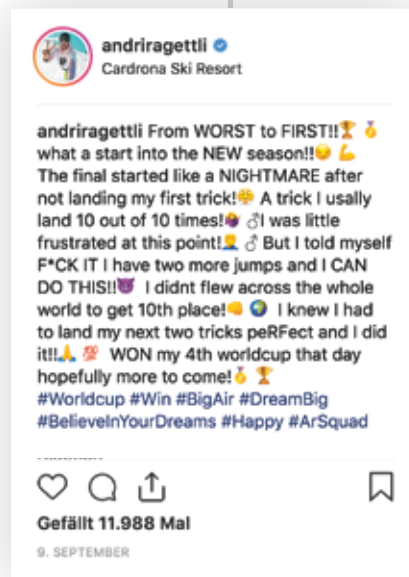 andriragettli
Cardrona Ski Resort
andriragettli From WORST to FIRST!!🏆 🥇
what a start into the NEW season!!😏 💪
The final started like a NIGHTMARE after
not landing my first trick!😤 A trick I usally
land 10 out of 10 times!🤷 ♂I was little
frustrated at this point!🤦 ♂ But I told myself
F*CK IT I have two more jumps and I CAN
DO THIS!!😈 I didnt flew across the whole
world to get 10th place!👊 🌍 I knew I had
to land my next two tricks peRFect and I did
it!!🙏 💯 WON my 4th worldcup that day
hopefully more to come!🥇 🏆
#Worldcup #Win #BigAir #DreamBig
#BelieveInYourDreams #Happy #ArSquad
Gefällt 11.988 Mal
9. SEPTEMBER